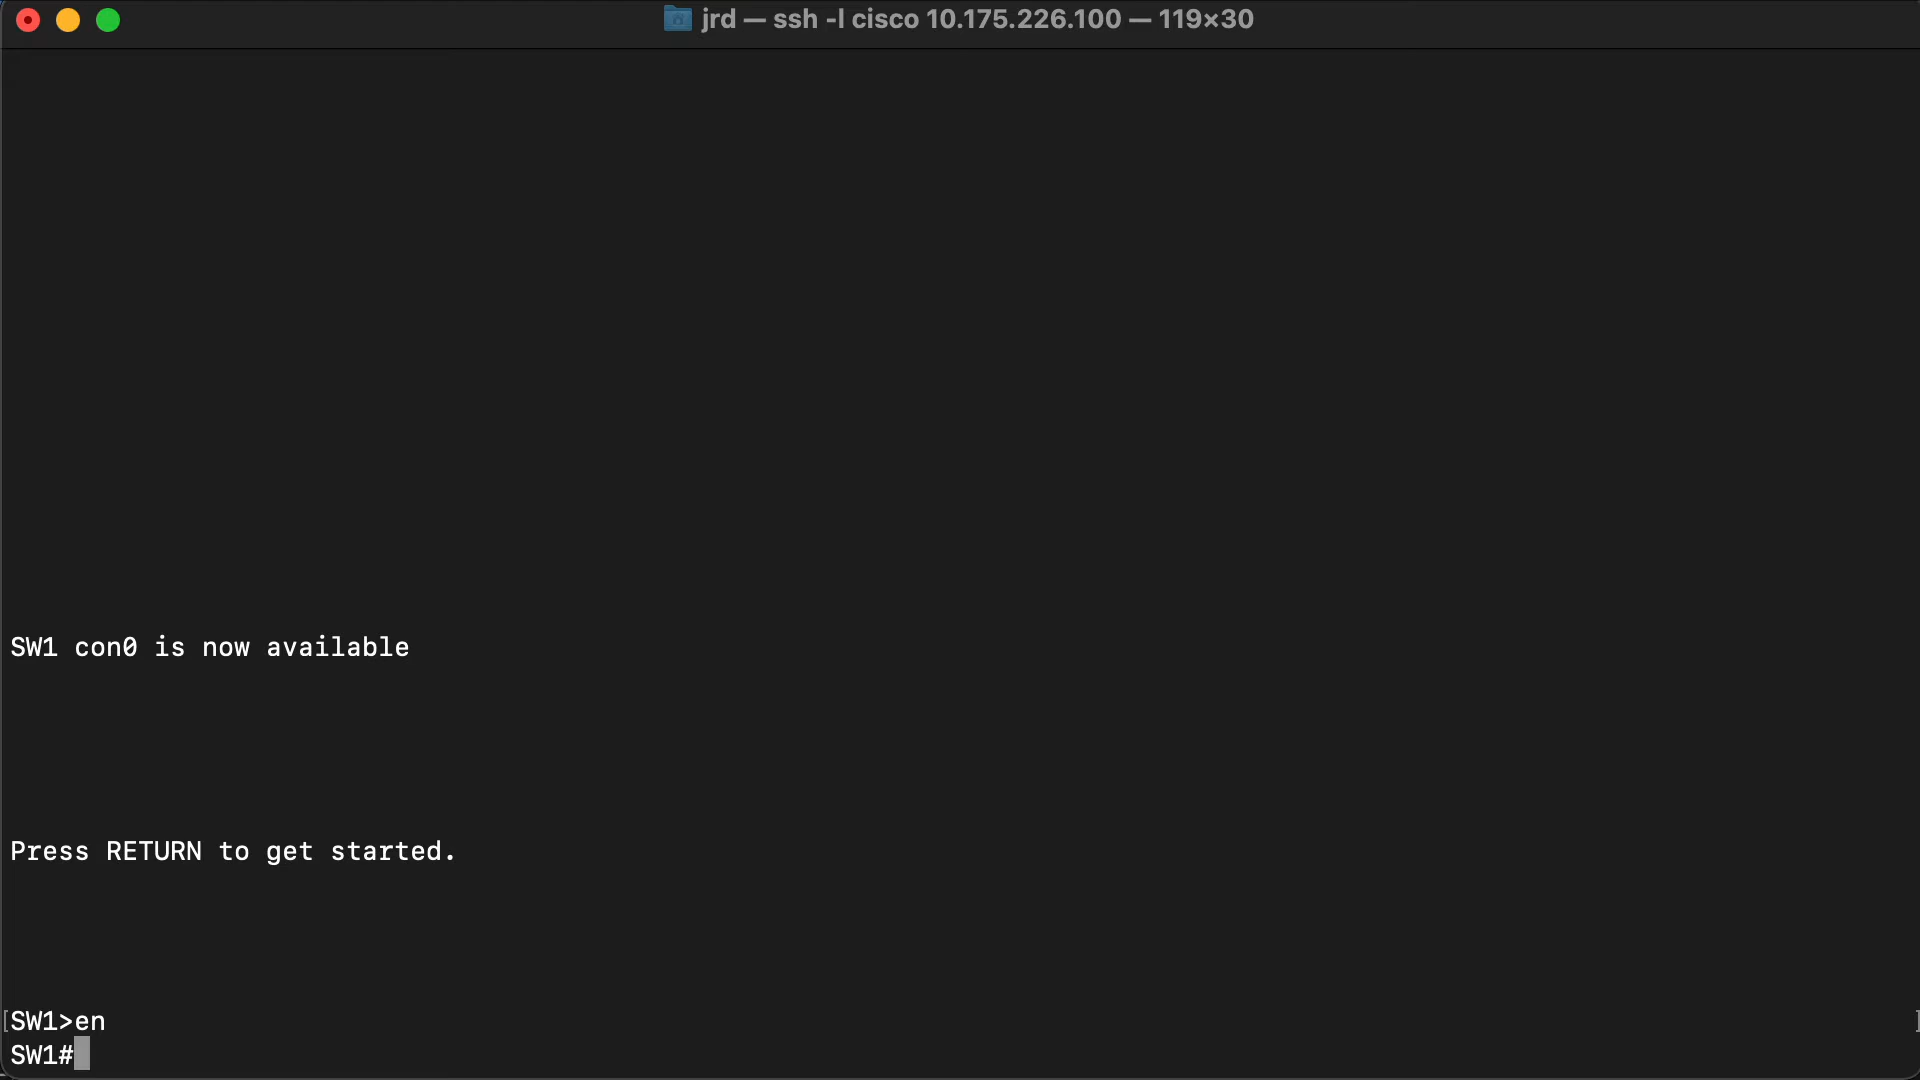 jrd — ssh -l cisco 10.175.226.100 — 119×30
SW1 con0 is now available
Press RETURN to get started.
[SW1>en]
SW1#